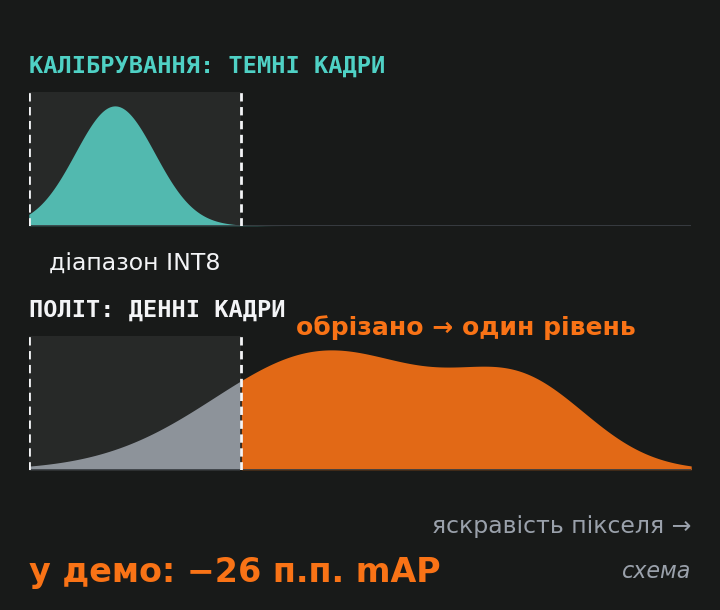 КАЛІБРУВАННЯ: ТЕМНІ КАДРИ
діапазон INT8
ПОЛІТ: ДЕННІ КАДРИ
обрізано → один рівень
яскравість пікселя →
у демо: −26 п.п. mAP
схема